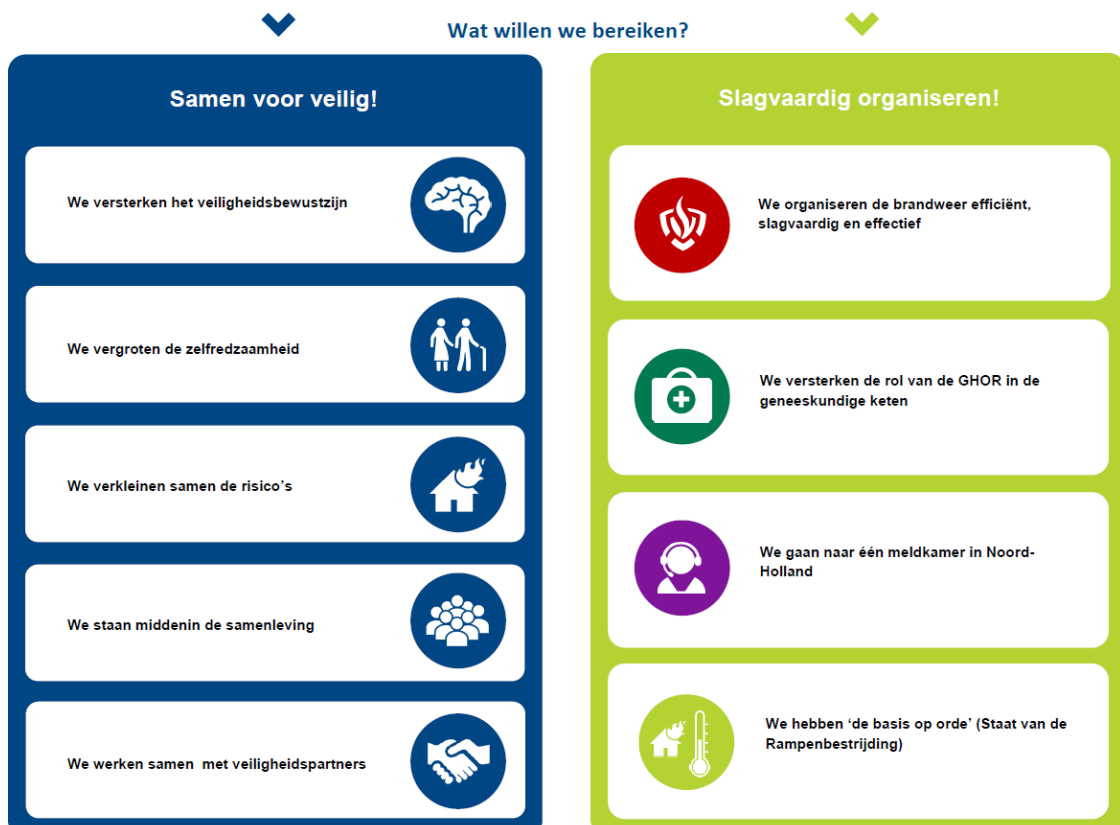 Wat willen we bereiken?
Samen voor veilig!
We versterken het veiligheidsbewustzijn
We vergroten de zelfredzaamheid
We verkleinen samen de risico's
We staan middenin de samenleving
We werken samen met veiligheidspartners
Slagvaardig organiseren!
We organiseren de brandweer efficiënt,
slagvaardig en effectief
We versterken de rol van de GHOR in de
geneeskundige keten
We gaan naar één meldkamer in Noord-
Holland
We hebben ‘de basis op orde’ (Staat van de
Rampenbestrijding)